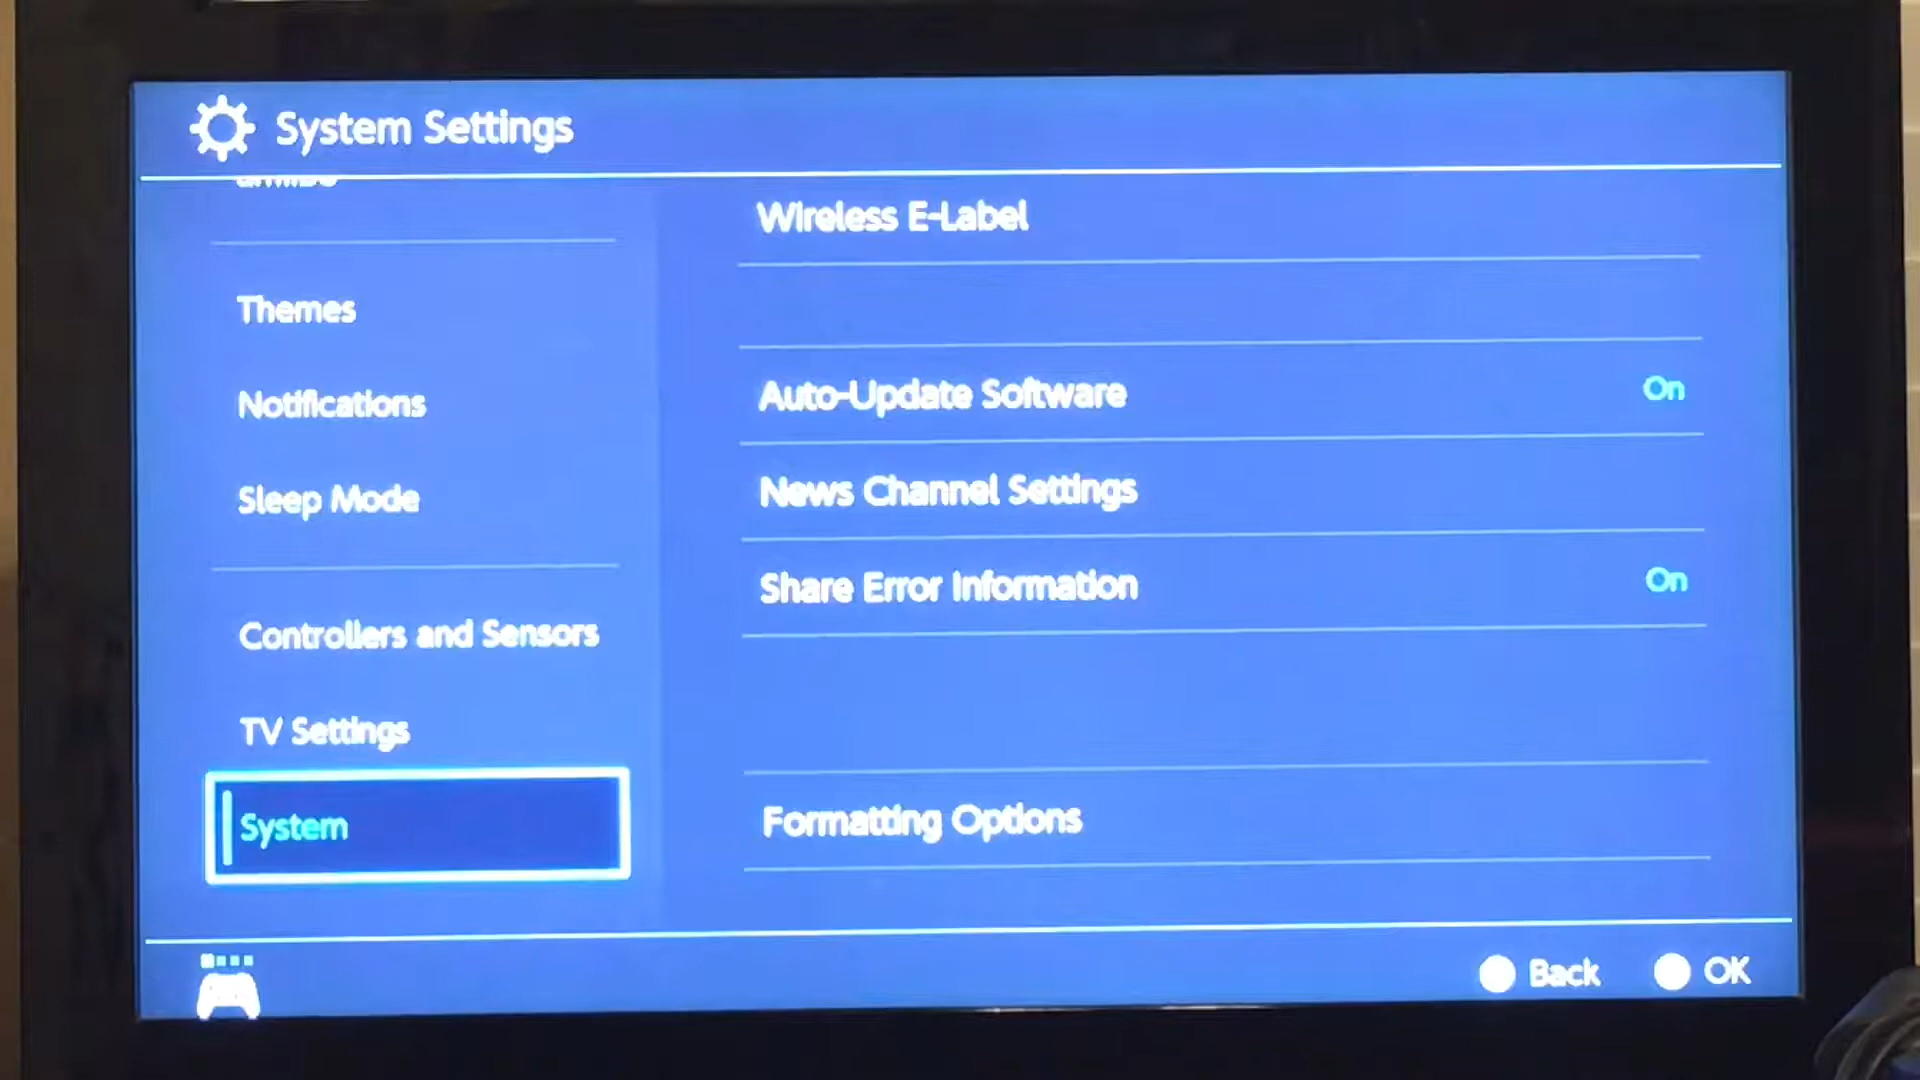 System Settings
Themes
Notifications
Sleep Mode
Controllers and Sensors
TV Settings
System
Wireless E-Label
Auto-Update Software On
News Channel Settings
Share Error Information On
Formatting Options
Back OK